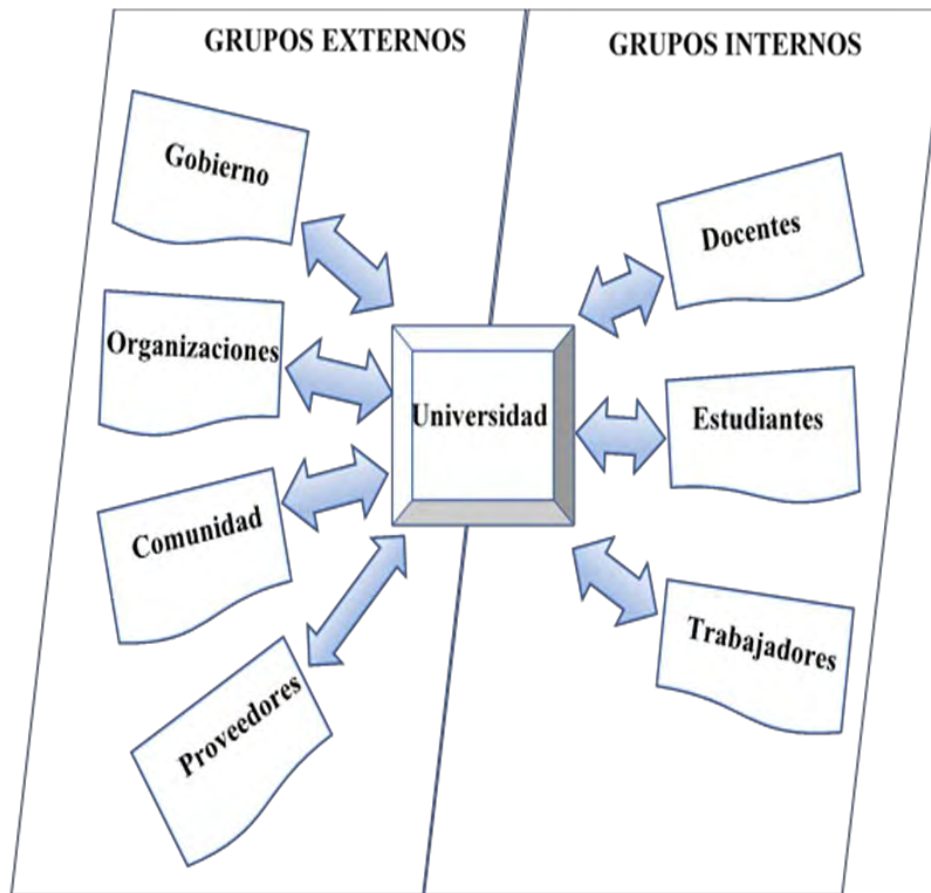 GRUPOS EXTERNOS
GRUPOS INTERNOS
Gobierno
Organizaciones
Comunidad
Proveedores
Universidad
Docentes
Estudiantes
Trabajadores